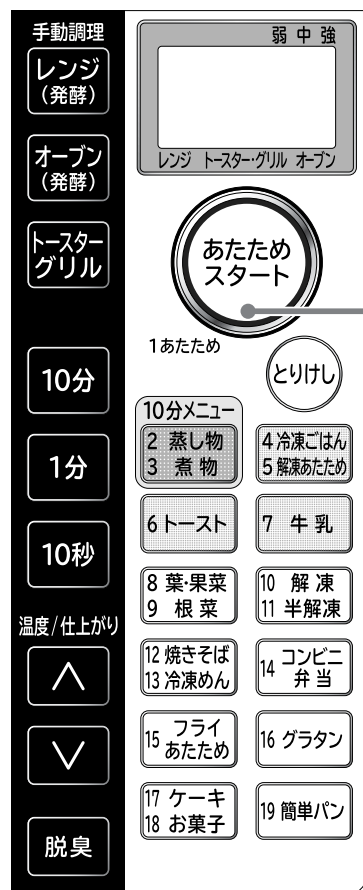 手動調理
レンジ
(発酵)
オーブン
(発酵)
トースター
グリル
10分
1分
10秒
温度/仕上がり
脱臭
弱 中 強
レンジ トースター・グリル オーブン
あたため
スタート
1あたため
とりけし
10分メニュー
2 蒸し物
3 煮物
4 冷凍ごはん
5 解凍あたため
6 トースト
7 牛乳
8 葉・果菜
9 根菜
10 解凍
11 半解凍
12 焼きそば
13 冷凍めん
14 コンビニ
弁当
15 フライ
あたため
16 グラタン
17 ケーキ
18 お菓子
19 簡単パン